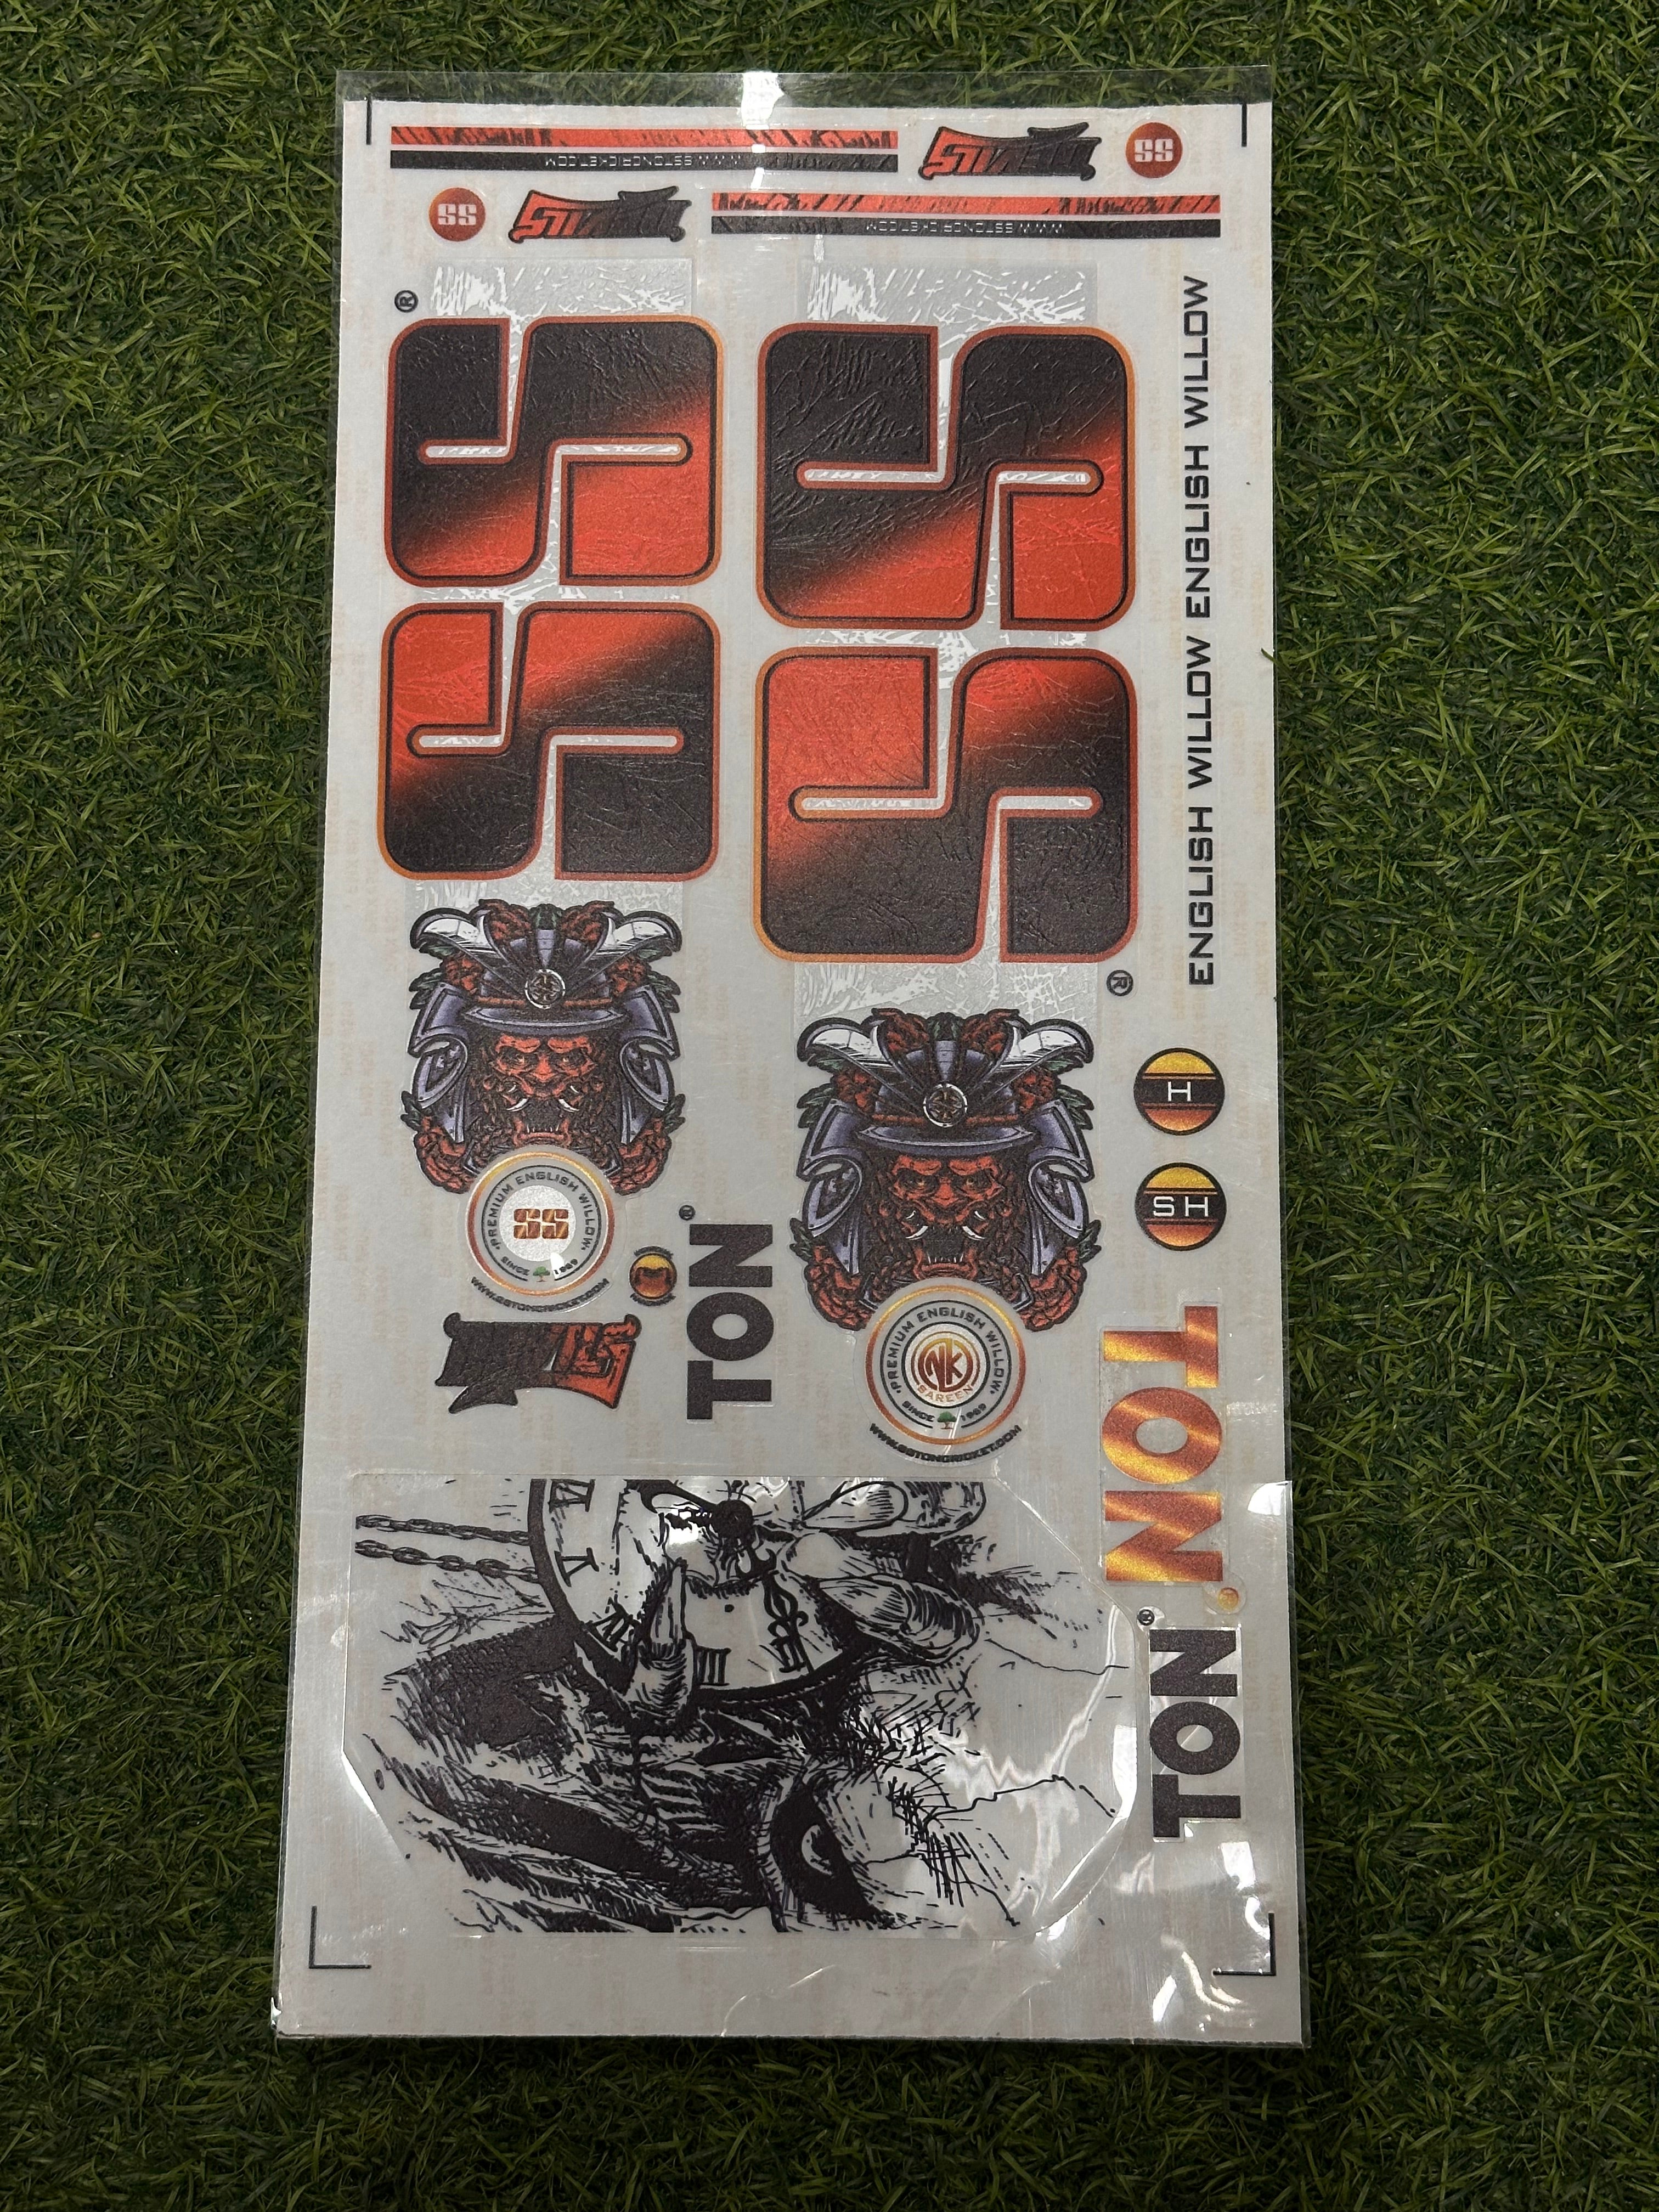 WWW.SSTONCRICKET.COM
SS
SS
WWW.SSTONCRICKET.COM
®
SS
SS
ENGLISH WILLOW ENGLISH WILLOW
®
H
SH
PREMIUM ENGLISH WILLOW
SS
SINCE 1969
WWW.SSTONCRICKET.COM
TON®
PREMIUM ENGLISH WILLOW
NK
SAREEN
SINCE 1969
WWW.SSTONCRICKET.COM
TON
TON®